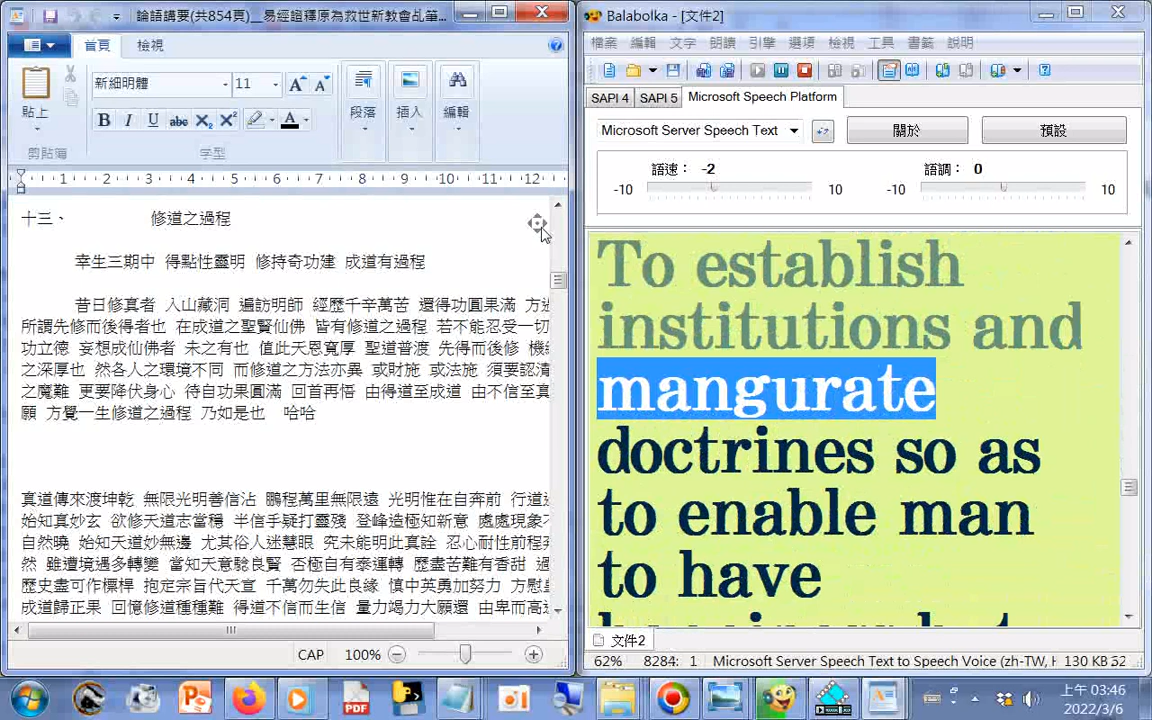 論語講要(共854頁)__易經證釋原為救世新教會乩筆...
首頁 檢視
新細明體 11
貼上
剪貼簿
字型
段落
插入
編輯
1 2 3 4 5 6 7 8 9 10 11 12
十三、 修道之過程
幸生三期中 得點性靈明 修持奇功建 成道有過程
昔日修真者 入山藏洞 遍訪明師 經歷千辛萬苦 還得功圓果滿 方
所謂先修而後得者也 在成道之聖賢仙佛 皆有修道之過程 若不能忍受一切
功立德 妄想成仙佛者 未之有也 值此天恩寬厚 聖道普渡 先得而後修 機
之深厚也 然各人之環境不同 而修道之方法亦異 或財施 或法施 須要認清
之魔難 更要降伏身心 待自功果圓滿 回首再悟 由得道至成道 由不信至真
願 方覺一生修道之過程 乃如是也 哈哈
真道傳來渡坤乾 無限光明善信沾 鵬程萬里無限遠 光明惟在自奔前 行道
始知真妙玄 欲修天道志當穩 半信乎疑打靈殘 登峰造極知新意 處處現象
自然曉 始知天道妙無邊 尤其俗人迷慧眼 究未能明此真詮 忍心耐性前程
然 雖遭境遇多轉變 當知天意騐良賢 否極自有泰運轉 歷盡苦難有香甜
歷史盡可作標桿 抱定宗旨代天宣 千萬勿失此良緣 慎中英勇加努力 方慰
成道歸正果 回憶修道種種難 得道不信而生信 量力竭力大願還 由卑而高
CAP 100%
Balabolka - [文件2]
檔案 編輯 文字 朗讀 引擎 選項 檢視 工具 書籤 說明
SAPI 4 SAPI 5 Microsoft Speech Platform
Microsoft Server Speech Text 關於 預設
語速： -2 語調： 0
-10 10 -10 10
To establish
institutions and
mangurate
doctrines so as
to enable man
to have
文件2
62% 8284: 1 Microsoft Server Speech Text to Speech Voice (zh-TW, H 130 KB 52
上午 03:46
2022/3/6